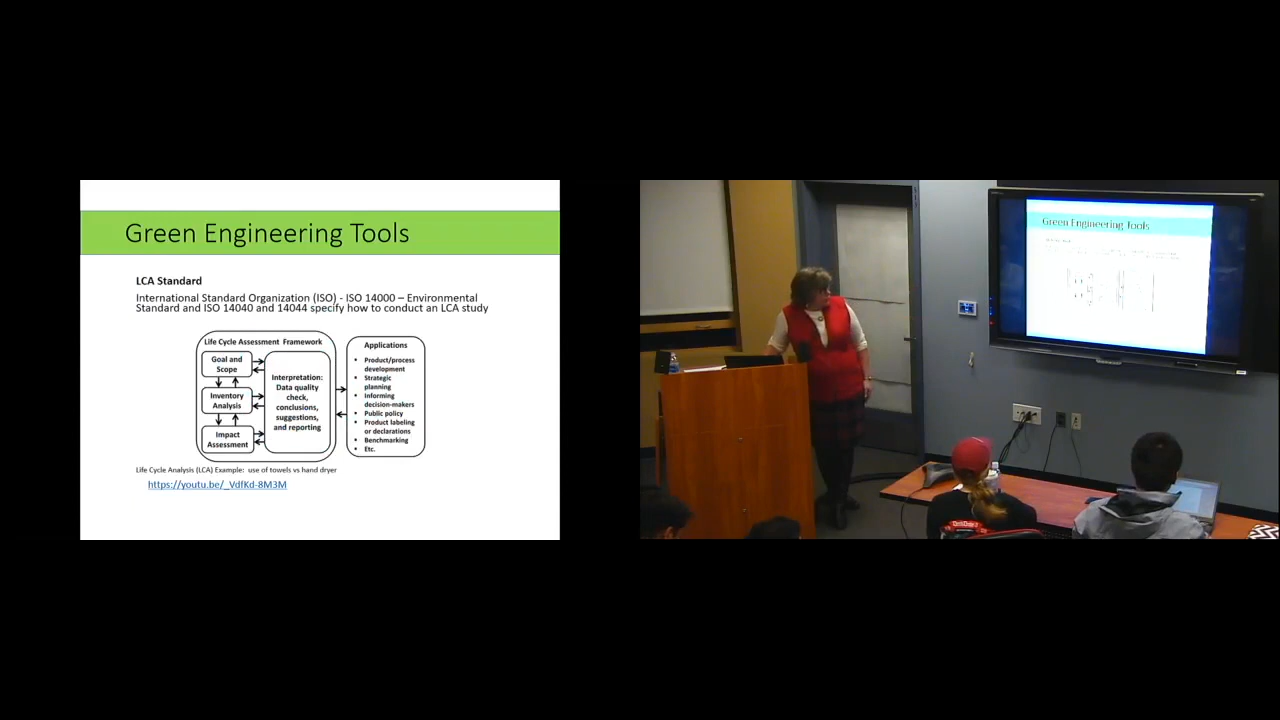 Green Engineering Tools
LCA Standard
International Standard Organization (ISO) - ISO 14000 – Environmental
Standard and ISO 14040 and 14044 specify how to conduct an LCA study
Life Cycle Assessment Framework
Goal and
Scope
Inventory
Analysis
Impact
Assessment
Interpretation:
Data quality
check,
conclusions,
suggestions,
and reporting
Applications
• Product/process
development
• Strategic
planning
• Informing
decision-makers
• Public policy
• Product labeling
or declarations
• Benchmarking
• Etc.
Life Cycle Analysis (LCA) Example: use of towels vs hand dryer
https://youtu.be/_VdfKd-8M3M
Green Engineering Tools